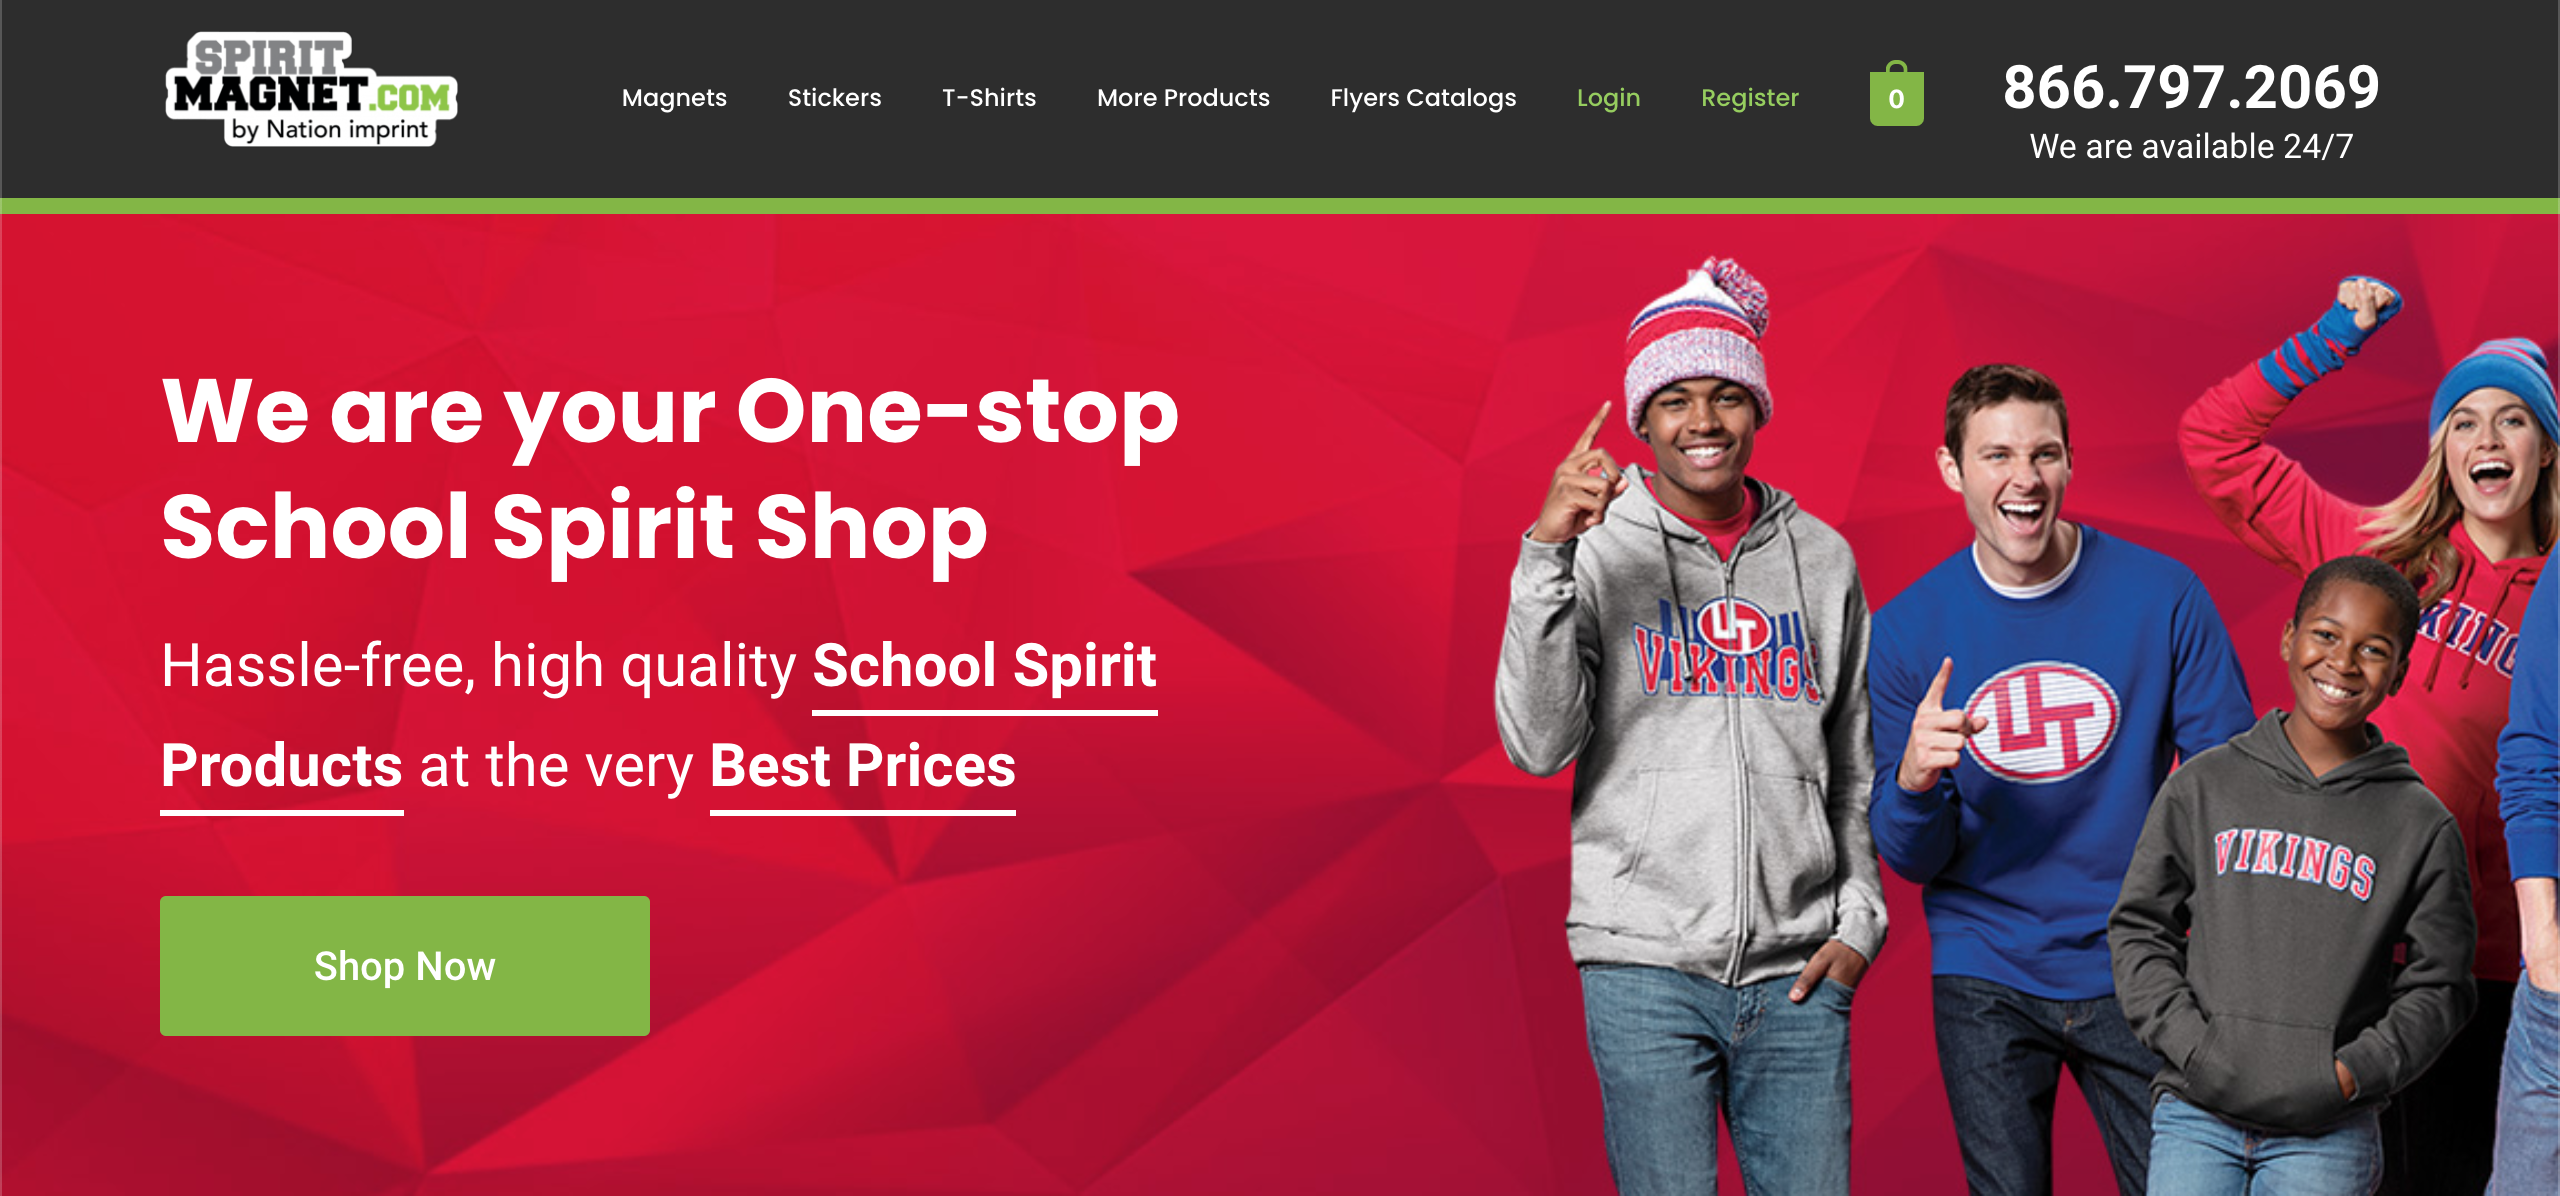 SPIRIT
MAGNET.COM
by Nation imprint
Magnets
Stickers
T-Shirts
More Products
Flyers Catalogs
Login
Register
0
866.797.2069
We are available 24/7
We are your One-stop
School Spirit Shop
Hassle-free, high quality School Spirit
Products at the very Best Prices
Shop Now
UT
VIKINGS
UT
VIKINGS